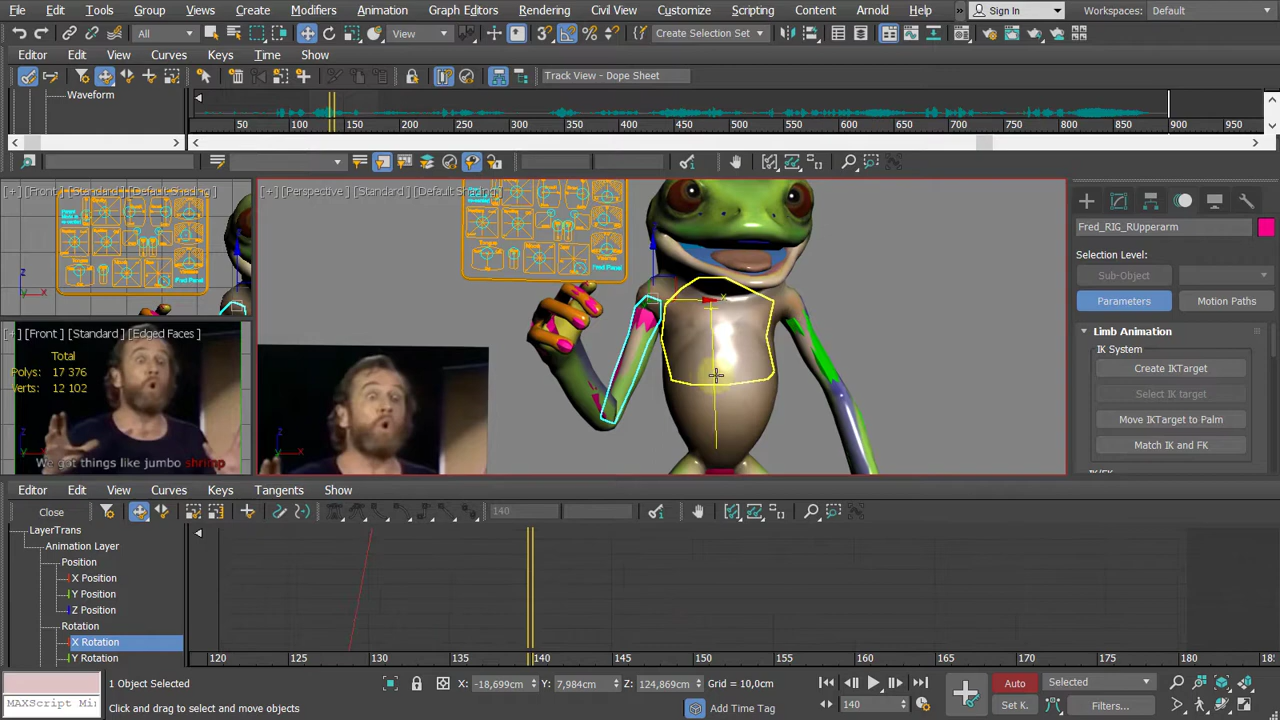 File Edit Tools Group Views Create Modifiers Animation Graph Editors Rendering Civil View Customize Scripting Content Arnold Help Sign In Workspaces: Default
All View Create Selection Set
Editor Edit View Curves Keys Time Show
Track View - Dope Sheet
Waveform
50 100 150 200 250 300 350 400 450 500 550 600 650 700 750 800 850 900 950
[+] [Front] [Standard] [Default Shading]
[+] [Perspective] [Standard] [Default Shading]
Fred_RIG_RUpperarm
Selection Level:
Sub-Object
Parameters Motion Paths
Limb Animation
IK System
Create IKTarget
Select IK target
Move IKTarget to Palm
Match IK and FK
[+] [Front] [Standard] [Edged Faces]
Total
Polys: 17 376
Verts: 12 102
We got things like jumbo shrimp
Editor Edit View Curves Keys Tangents Show
Close 140
LayerTrans
Animation Layer
Position
X Position
Y Position
Z Position
Rotation
X Rotation
Y Rotation
120 125 130 135 140 145 150 155 160 165 170 175 180
1 Object Selected X: -18,699cm Y: 7,984cm Z: 124,869cm Grid = 10,0cm Auto Selected
MAXScript Mi Click and drag to select and move objects Add Time Tag Set K. Filters... 140